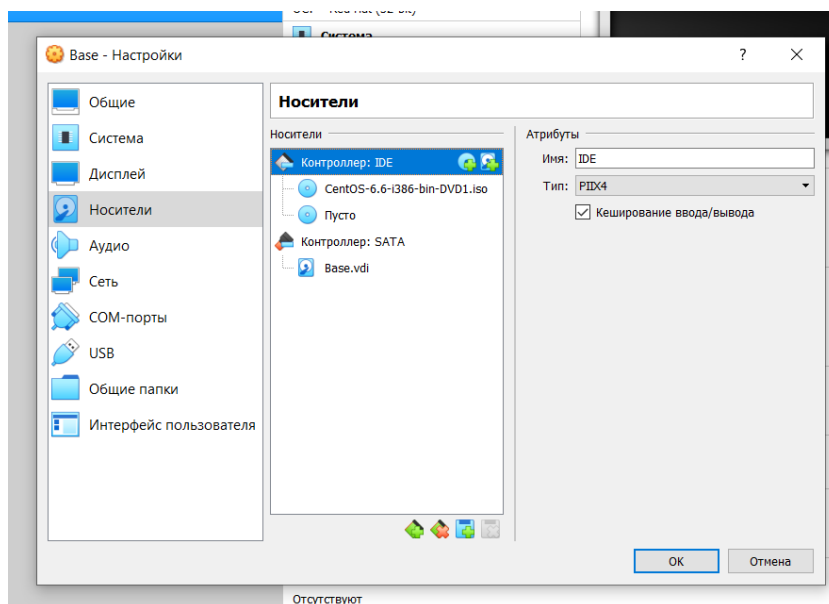 Система
Base - Настройки
?
Общие
Система
Дисплей
Носители
Аудио
Сеть
COM-порты
USB
Общие папки
Интерфейс пользователя
Носители
Носители
Контроллер: IDE
CentOS-6.6-i386-bin-DVD1.iso
Пусто
Контроллер: SATA
Base.vdi
Атрибуты
Имя: IDE
Тип: PIIX4
Кеширование ввода/вывода
OK
Отмена
Отсутствуют